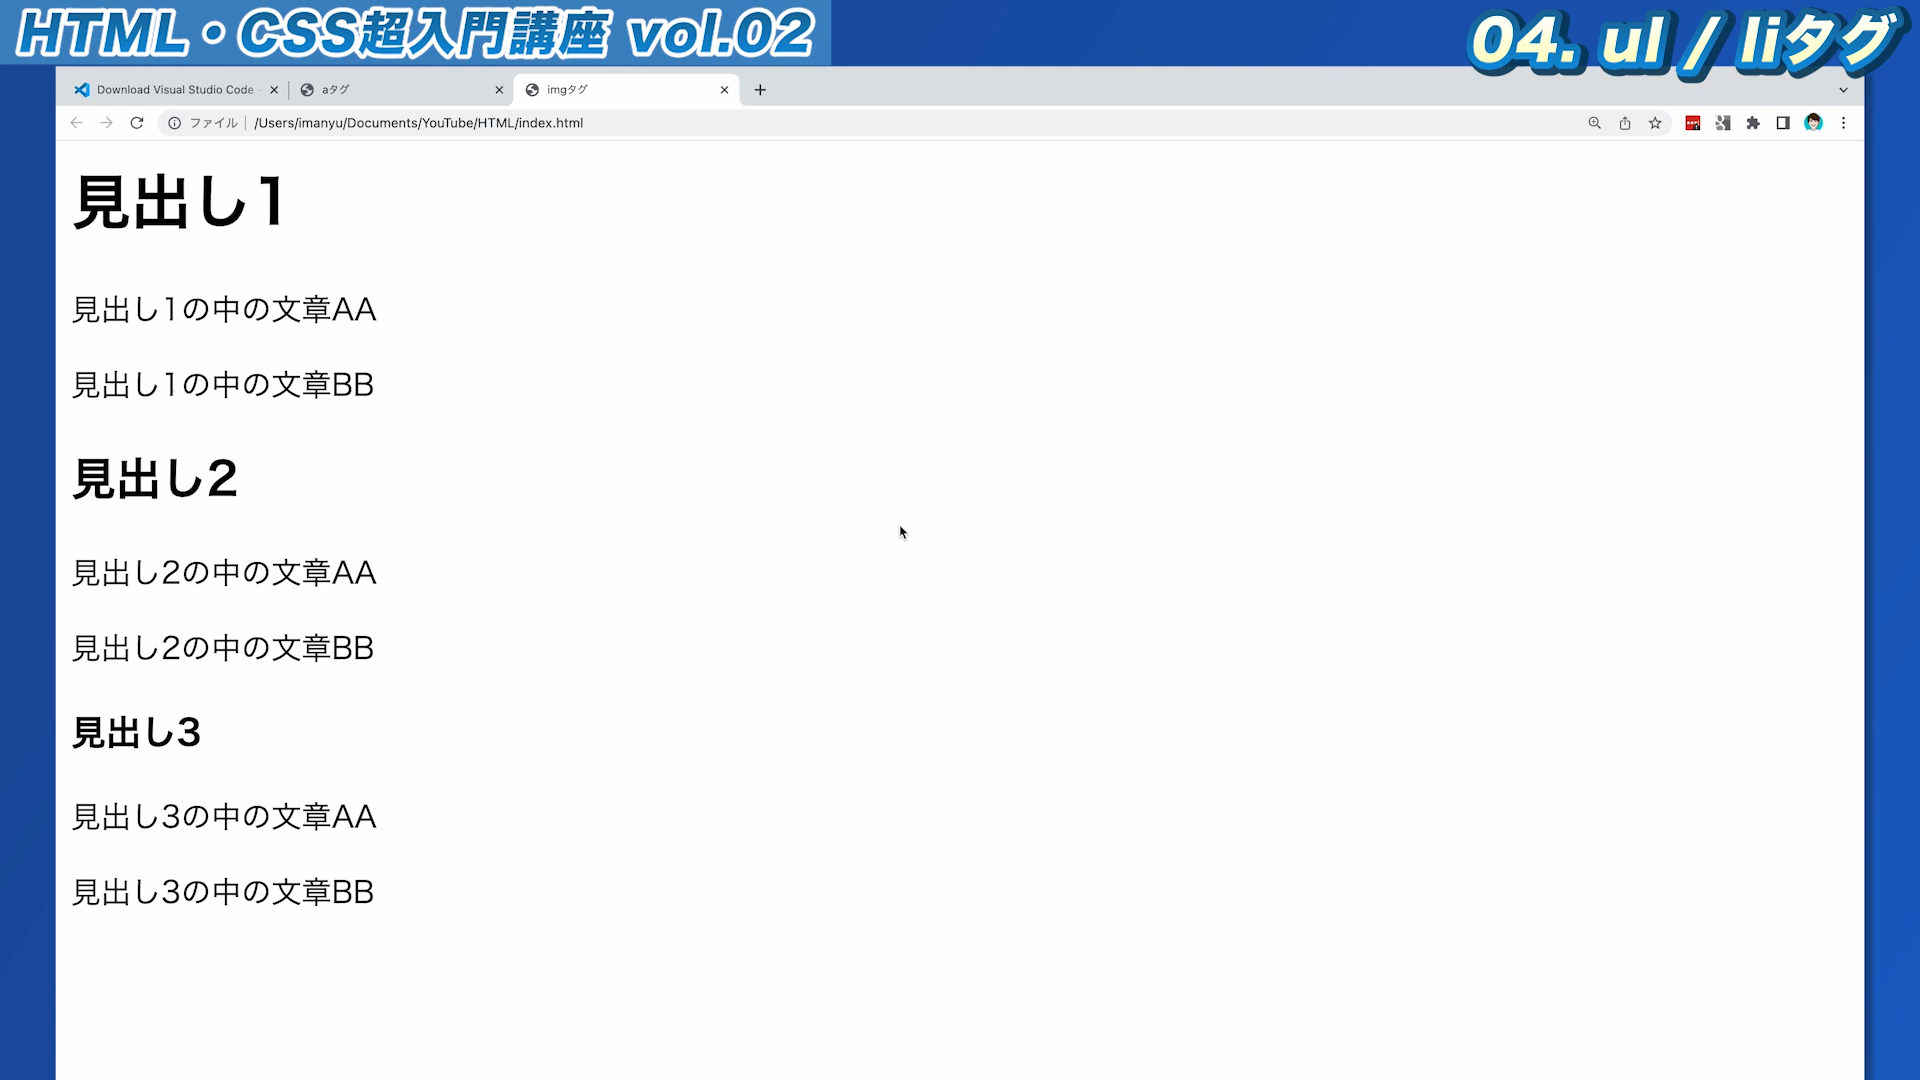 HTML・CSS超入門講座 vol.02
04. ul / liタグ
Download Visual Studio Code -
aタグ
imgタグ
ファイル | /Users/imanyu/Documents/YouTube/HTML/index.html
見出し1
見出し1の中の文章AA
見出し1の中の文章BB
見出し2
見出し2の中の文章AA
見出し2の中の文章BB
見出し3
見出し3の中の文章AA
見出し3の中の文章BB